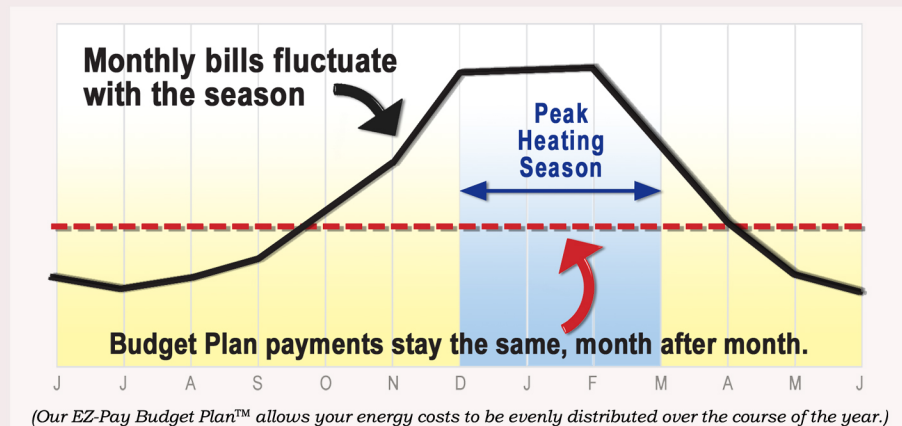 Monthly bills fluctuate
with the season
Peak
Heating
Season
Budget Plan payments stay the same, month after month.
J J A S O N D J F M A M J
(Our EZ-Pay Budget Plan™ allows your energy costs to be evenly distributed over the course of the year.)